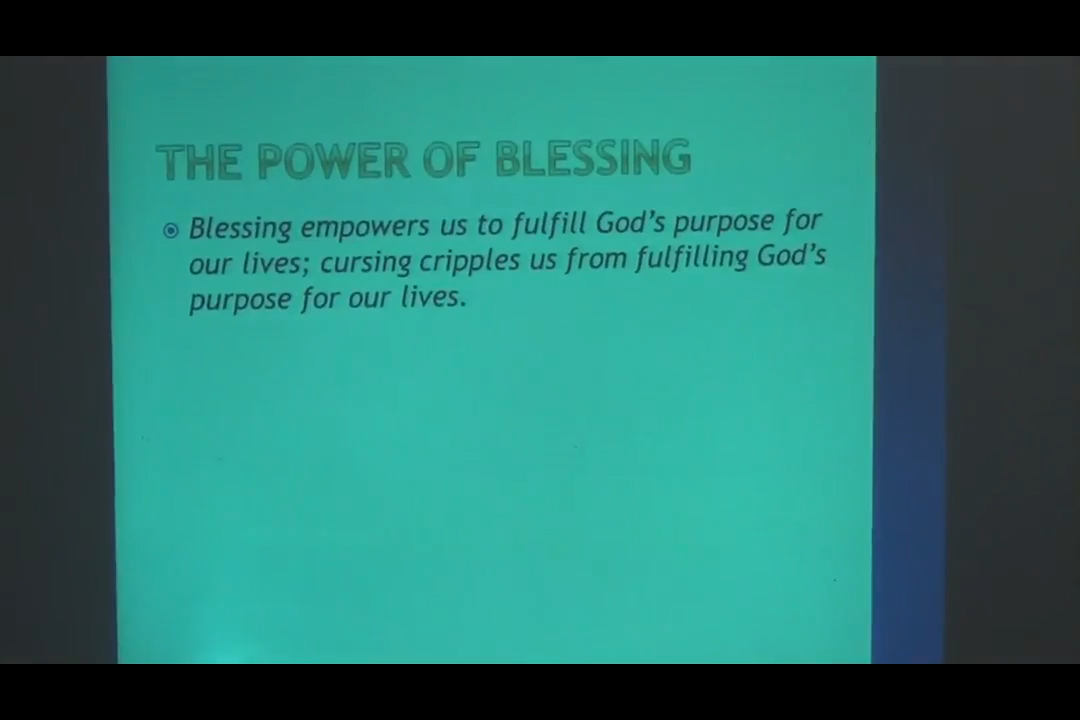 THE POWER OF BLESSING
Blessing empowers us to fulfill God's purpose for
our lives; cursing cripples us from fulfilling God's
purpose for our lives.